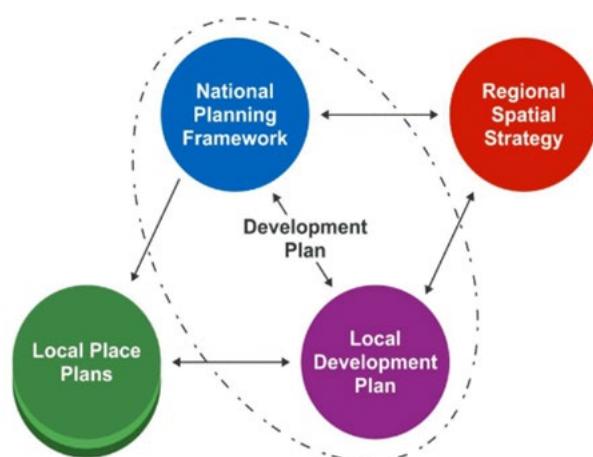 National
Planning
Framework
Regional
Spatial
Strategy
Development
Plan
Local Place
Plans
Local
Development
Plan